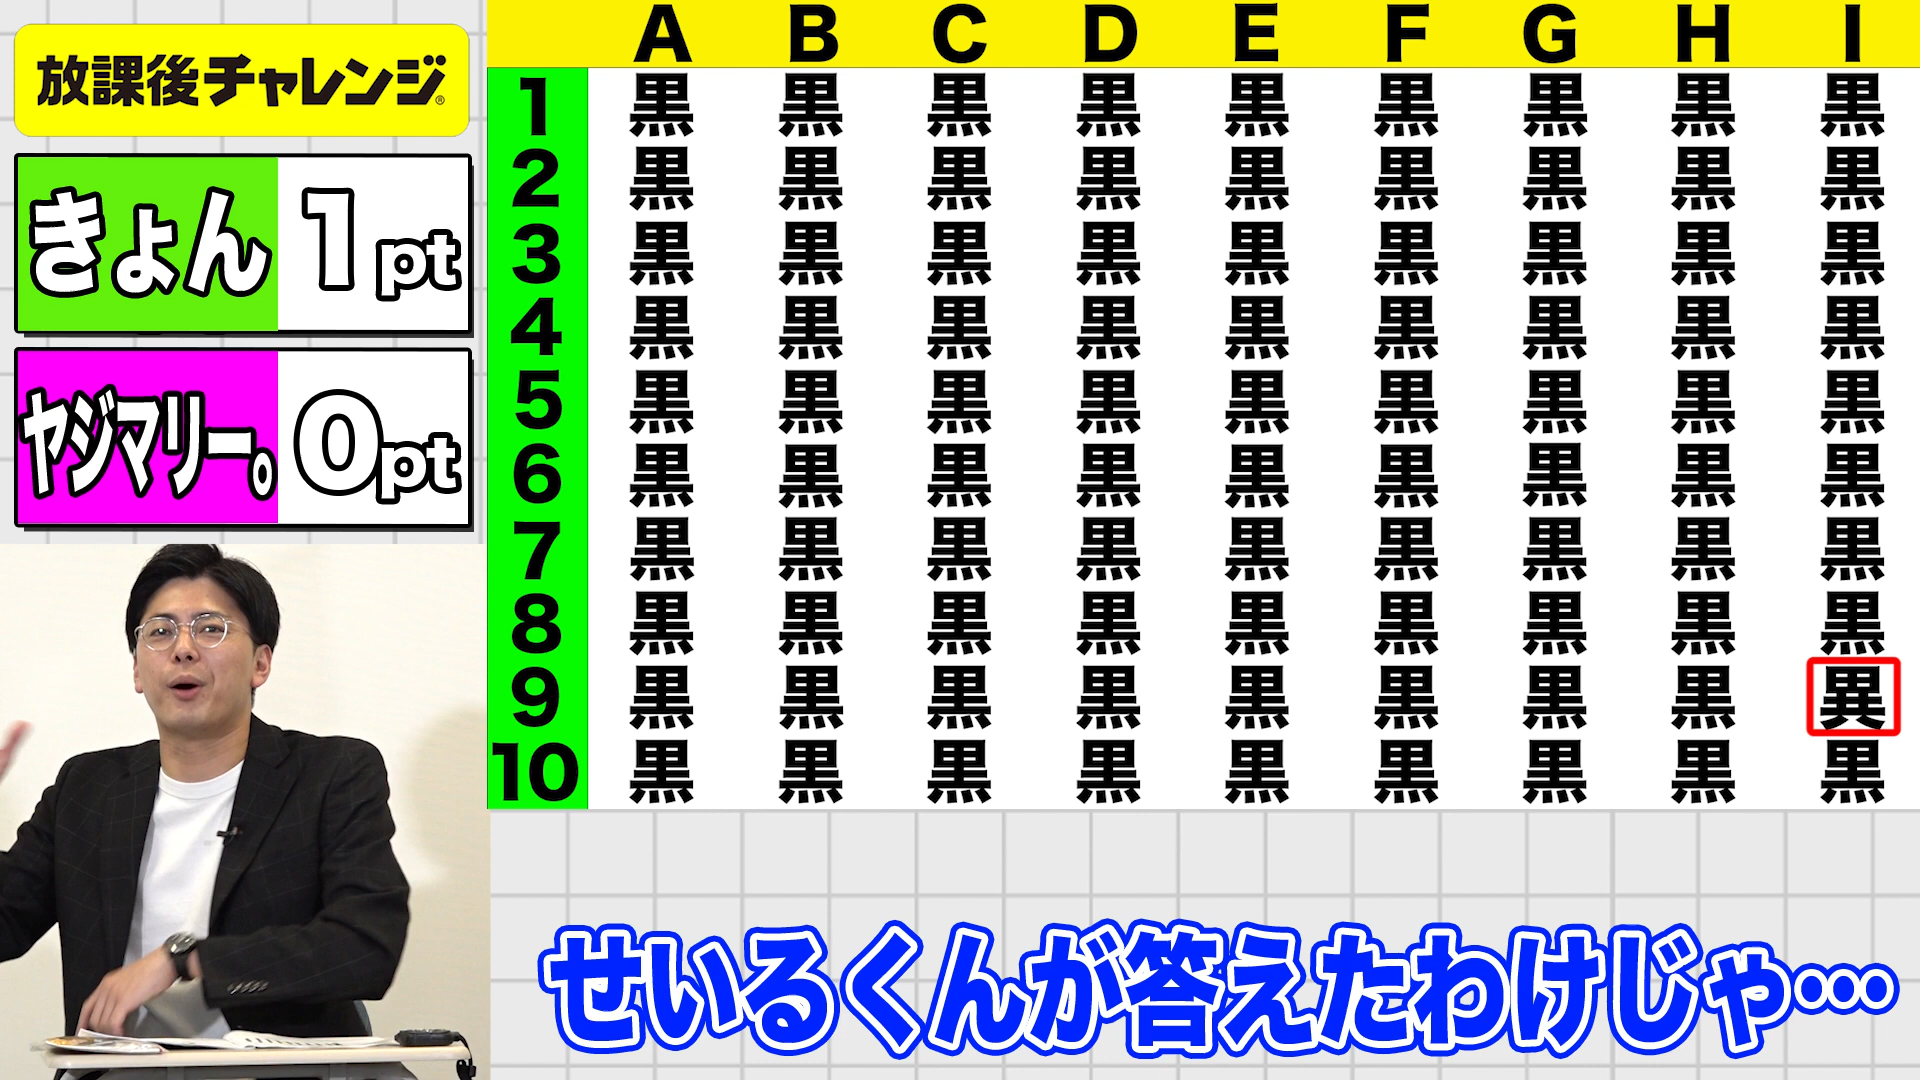 放課後チャレンジ®
きょん 1pt
ヤジマリー。 0pt
A B C D E F G H I
1 黒 黒 黒 黒 黒 黒 黒 黒 黒
2 黒 黒 黒 黒 黒 黒 黒 黒 黒
3 黒 黒 黒 黒 黒 黒 黒 黒 黒
4 黒 黒 黒 黒 黒 黒 黒 黒 黒
5 黒 黒 黒 黒 黒 黒 黒 黒 黒
6 黒 黒 黒 黒 黒 黒 黒 黒 黒
7 黒 黒 黒 黒 黒 黒 黒 黒 黒
8 黒 黒 黒 黒 黒 黒 黒 黒 黒
9 黒 黒 黒 黒 黒 黒 黒 黒 異
10 黒 黒 黒 黒 黒 黒 黒 黒 黒
せいるくんが答えたわけじゃ…